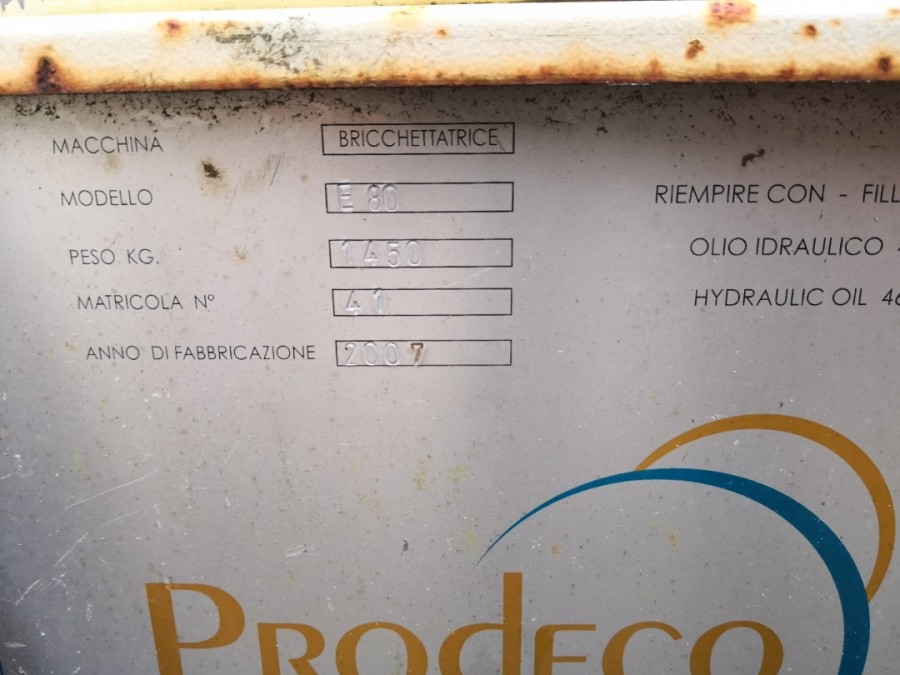 MACCHINA BRICCHETTATRICE
MODELLO E 80
PESO KG. 1450
MATRICOLA N° 41
ANNO DI FABBRICAZIONE 2007
RIEMPIRE CON - FILL
OLIO IDRAULICO
HYDRAULIC OIL 46
PRODECO